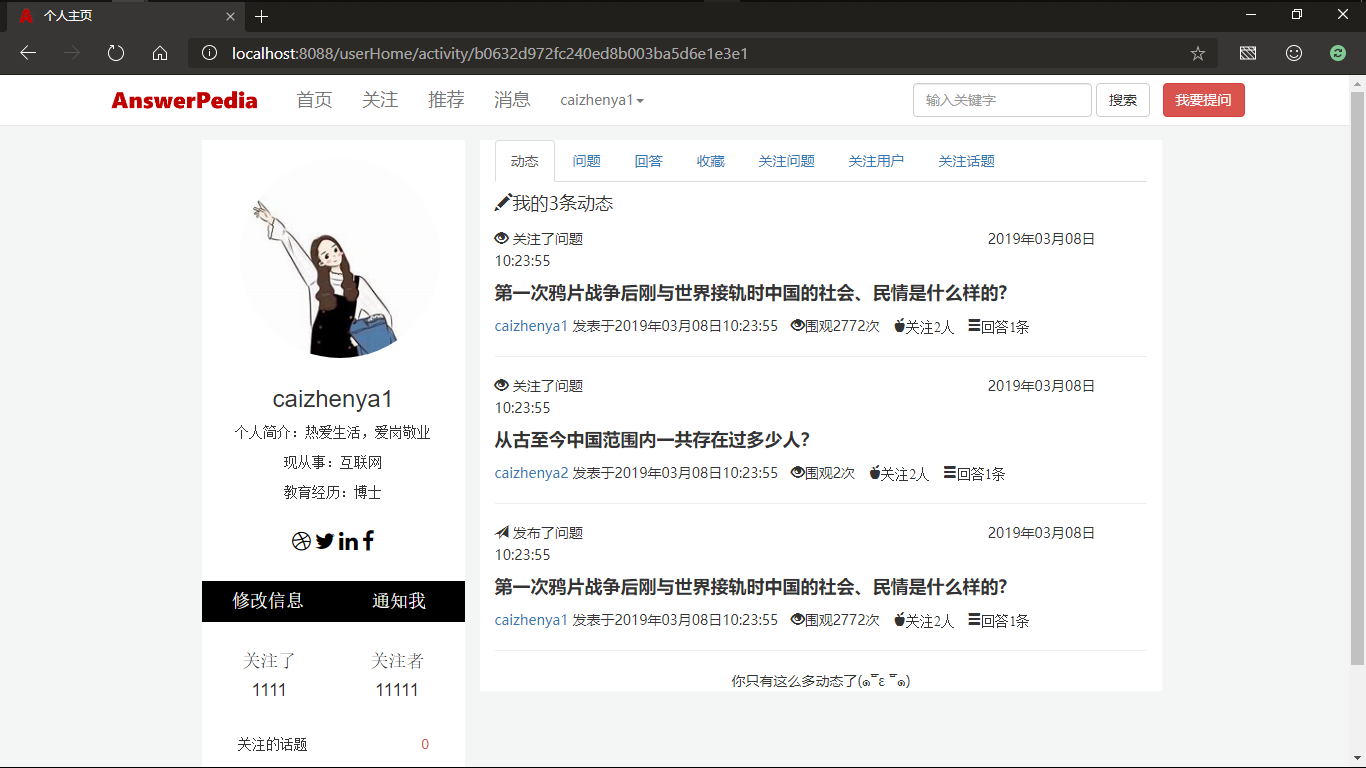 个人主页
localhost:8088/userHome/activity/b0632d972fc240ed8b003ba5d6e1e3e1
AnswerPedia 首页 关注 推荐 消息 caizhenya1 输入关键字 搜索 我要提问
caizhenya1
个人简介：热爱生活，爱岗敬业
现从事：互联网
教育经历：博士
修改信息 通知我
关注了 关注者
1111 11111
关注的话题 0
动态 问题 回答 收藏 关注问题 关注用户 关注话题
我的3条动态
关注了问题 2019年03月08日
10:23:55
第一次鸦片战争后刚与世界接轨时中国的社会、民情是什么样的?
caizhenya1 发表于2019年03月08日10:23:55 围观2772次 关注2人 回答1条
关注了问题 2019年03月08日
10:23:55
从古至今中国范围内一共存在过多少人?
caizhenya2 发表于2019年03月08日10:23:55 围观2次 关注2人 回答1条
发布了问题 2019年03月08日
10:23:55
第一次鸦片战争后刚与世界接轨时中国的社会、民情是什么样的?
caizhenya1 发表于2019年03月08日10:23:55 围观2772次 关注2人 回答1条
你只有这么多动态了(๑‾᷅ε‾᷅๑)